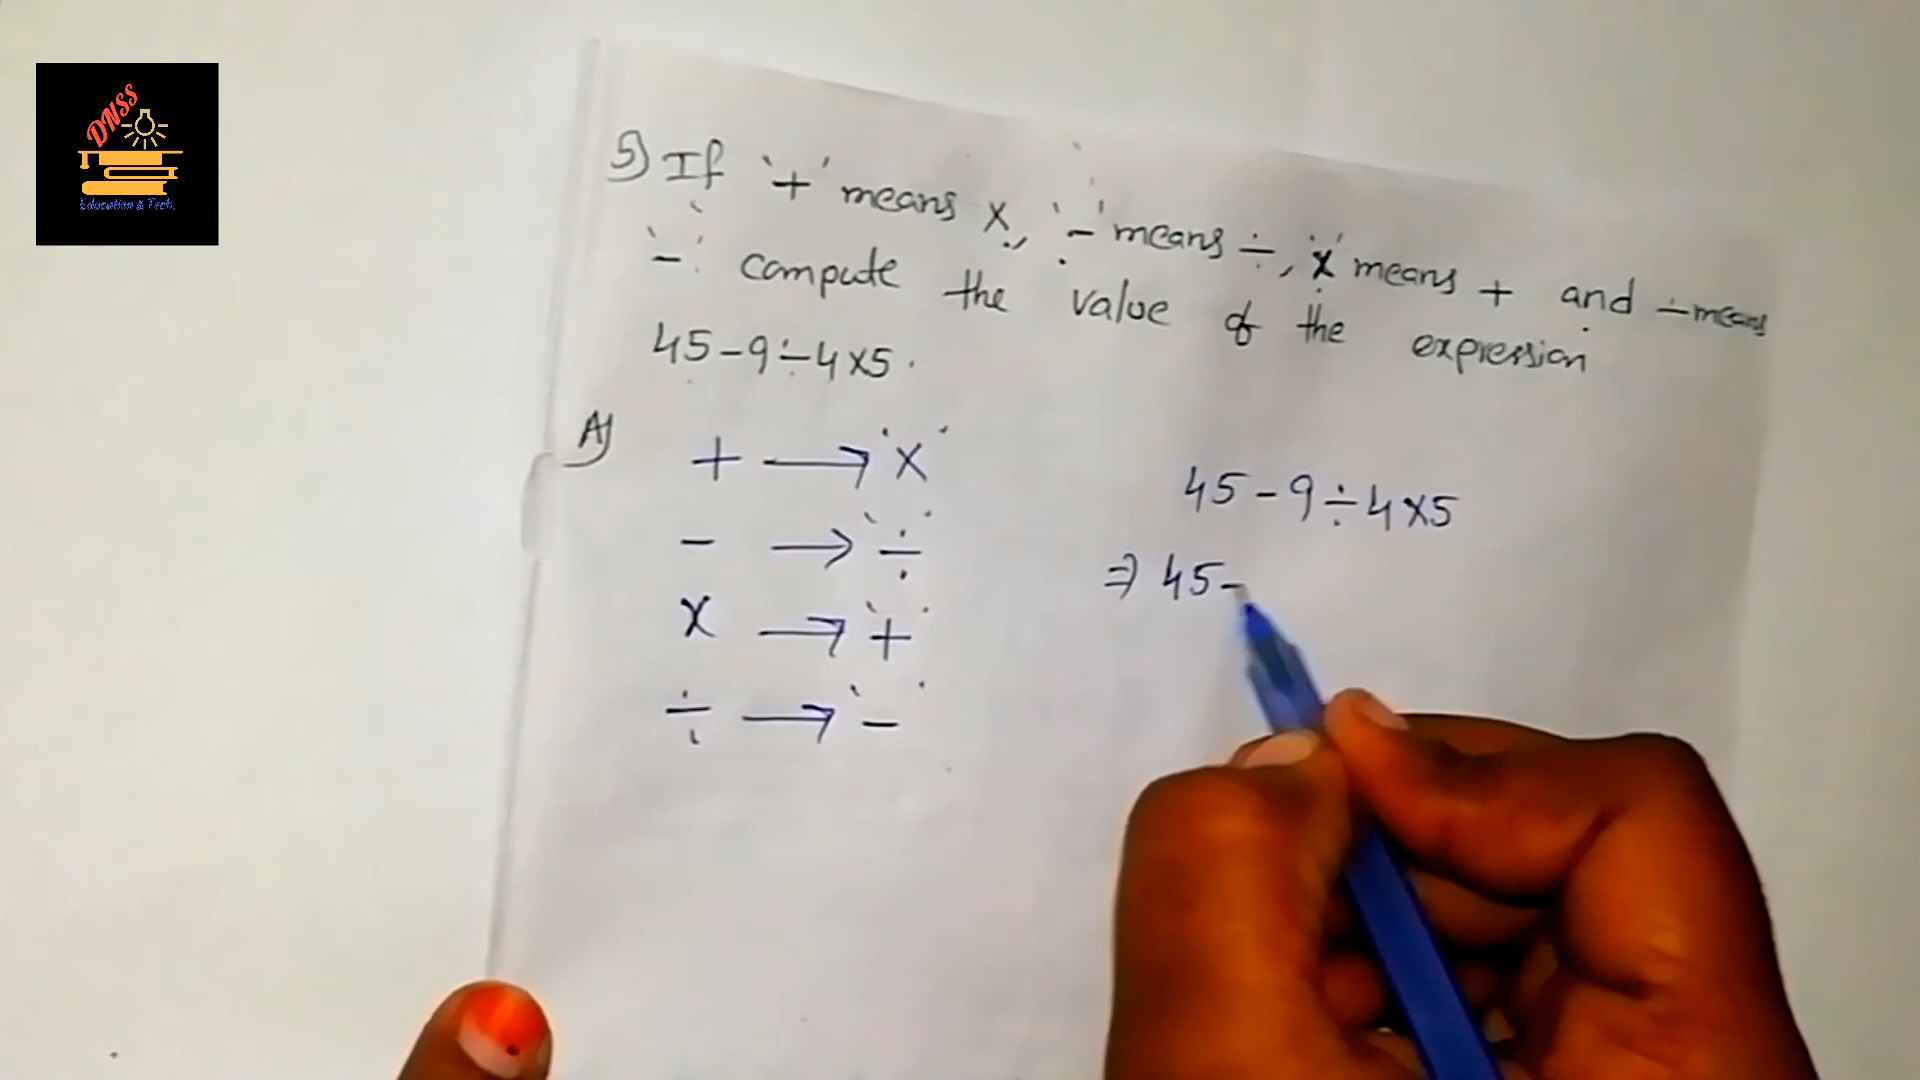 DNSS
Education & Tech.
5) If '+' means x, '-' means ÷, 'x' means + and ÷ means
'-' compute the value of the expression
45-9÷4x5.
A)
+ → 'x'
- → '÷'
x → '+'
÷ → '-'
45-9÷4x5
⇒ 45-